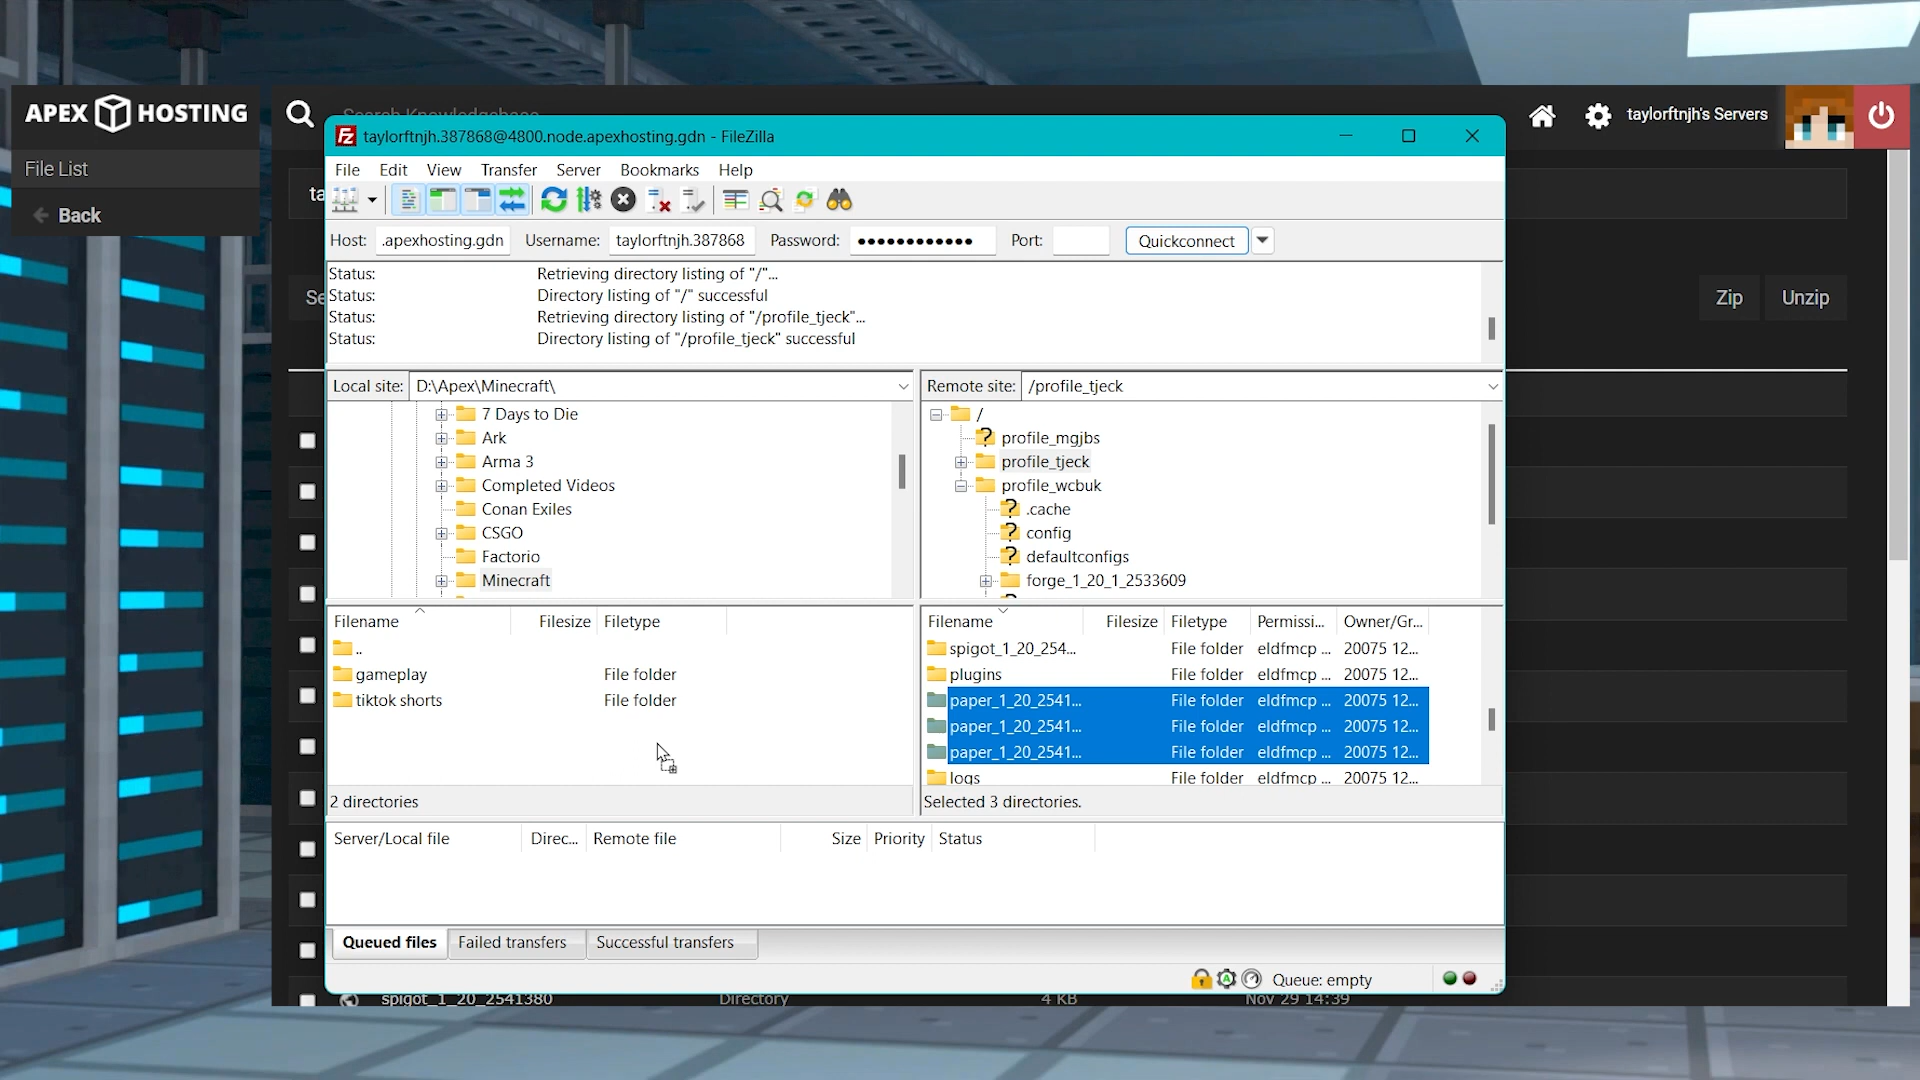 APEX HOSTING
File List
Back
taylorftnjh's Servers
Zip
Unzip
taylorftnjh.387868@4800.node.apexhosting.gdn - FileZilla
File Edit View Transfer Server Bookmarks Help
Host: .apexhosting.gdn Username: taylorftnjh.387868 Password: ●●●●●●●●●●●● Port: Quickconnect
Status: Retrieving directory listing of "/"...
Status: Directory listing of "/" successful
Status: Retrieving directory listing of "/profile_tjeck"...
Status: Directory listing of "/profile_tjeck" successful
Local site: D:\Apex\Minecraft\
7 Days to Die
Ark
Arma 3
Completed Videos
Conan Exiles
CSGO
Factorio
Minecraft
Remote site: /profile_tjeck
/
profile_mgjbs
profile_tjeck
profile_wcbuk
.cache
config
defaultconfigs
forge_1_20_1_2533609
Filename Filesize Filetype
..
gameplay File folder
tiktok shorts File folder
2 directories
Filename Filesize Filetype Permissi... Owner/Gr...
spigot_1_20_254... File folder eldfmcp ... 20075 12...
plugins File folder eldfmcp ... 20075 12...
paper_1_20_2541... File folder eldfmcp ... 20075 12...
paper_1_20_2541... File folder eldfmcp ... 20075 12...
paper_1_20_2541... File folder eldfmcp ... 20075 12...
logs File folder eldfmcp ... 20075 12...
Selected 3 directories.
Server/Local file Direc... Remote file Size Priority Status
Queued files Failed transfers Successful transfers
Queue: empty
spigot_1_20_2541380 Directory 4 KB Nov 29 14:39